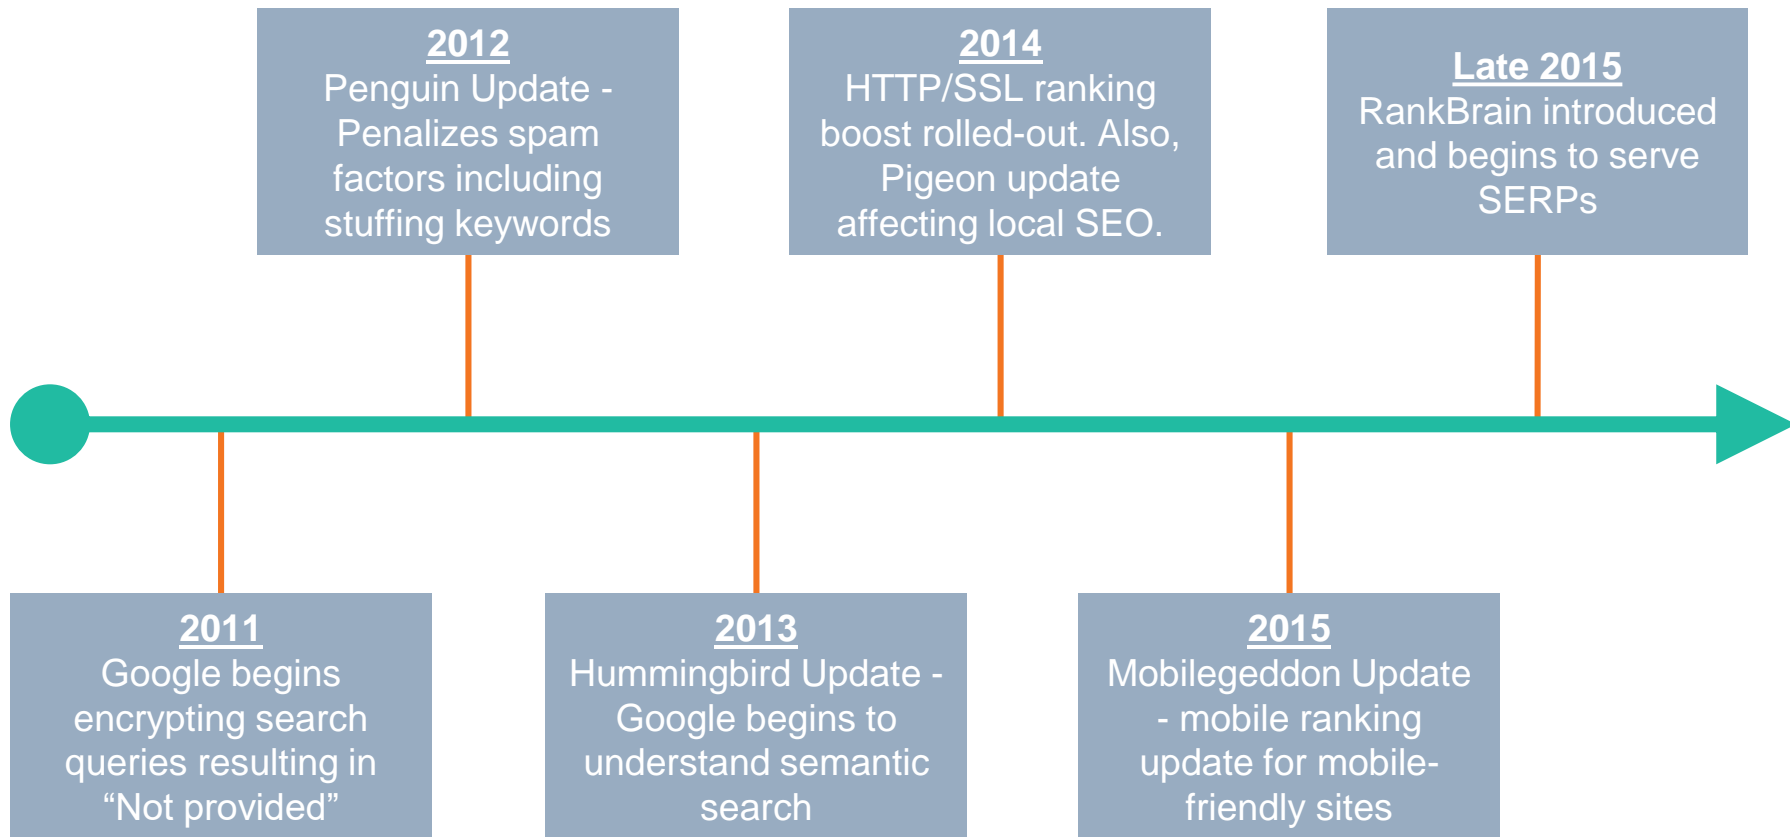 2012
Penguin Update -
Penalizes spam
factors including
stuffing keywords
2014
HTTP/SSL ranking
boost rolled-out. Also,
Pigeon update
affecting local SEO.
Late 2015
RankBrain introduced
and begins to serve
SERPs
2011
Google begins
encrypting search
queries resulting in
“Not provided”
2013
Hummingbird Update -
Google begins to
understand semantic
search
2015
Mobilegeddon Update
- mobile ranking
update for mobile-
friendly sites